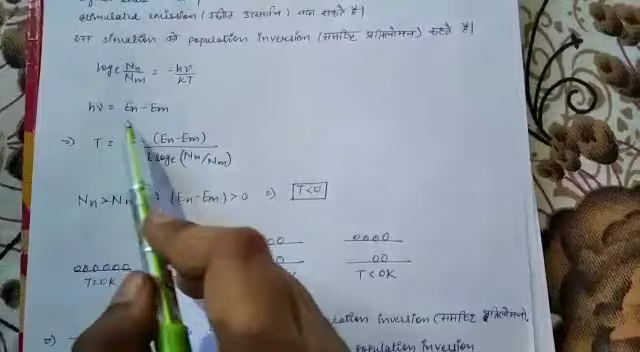 stimulated emission (उद्दीप्त उत्सर्जन) कहा सकते हैं|
इस situation को population inversion (समष्टि प्रतिलोमन) कहते हैं|
loge Nn/Nm = -hν/KT
hν = En - Em
⇒) T = -(En-Em)/K loge (Nn/Nm)
Nn > Nm (En-Em) > 0 ⇒) T<0
000000 00 0000
00
T=0K T<0K
population inversion (समष्टि प्रतिलोमन)
population inversion